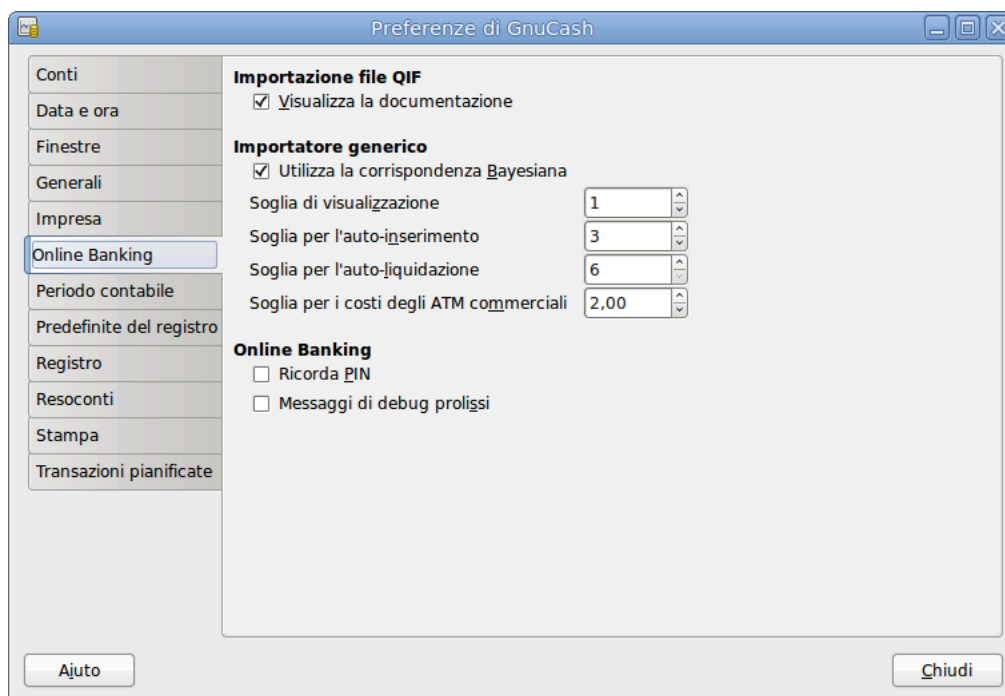 Preferenze di GnuCash
Conti
Data e ora
Finestre
Generali
Impresa
Online Banking
Periodo contabile
Predefinite del registro
Registro
Resoconti
Stampa
Transazioni pianificate
Importazione file QIF
Visualizza la documentazione
Importatore generico
Utilizza la corrispondenza Bayesiana
Soglia di visualizzazione 1
Soglia per l'auto-inserimento 3
Soglia per l'auto-liquidazione 6
Soglia per i costi degli ATM commerciali 2,00
Online Banking
Ricorda PIN
Messaggi di debug prolissi
Aiuto
Chiudi